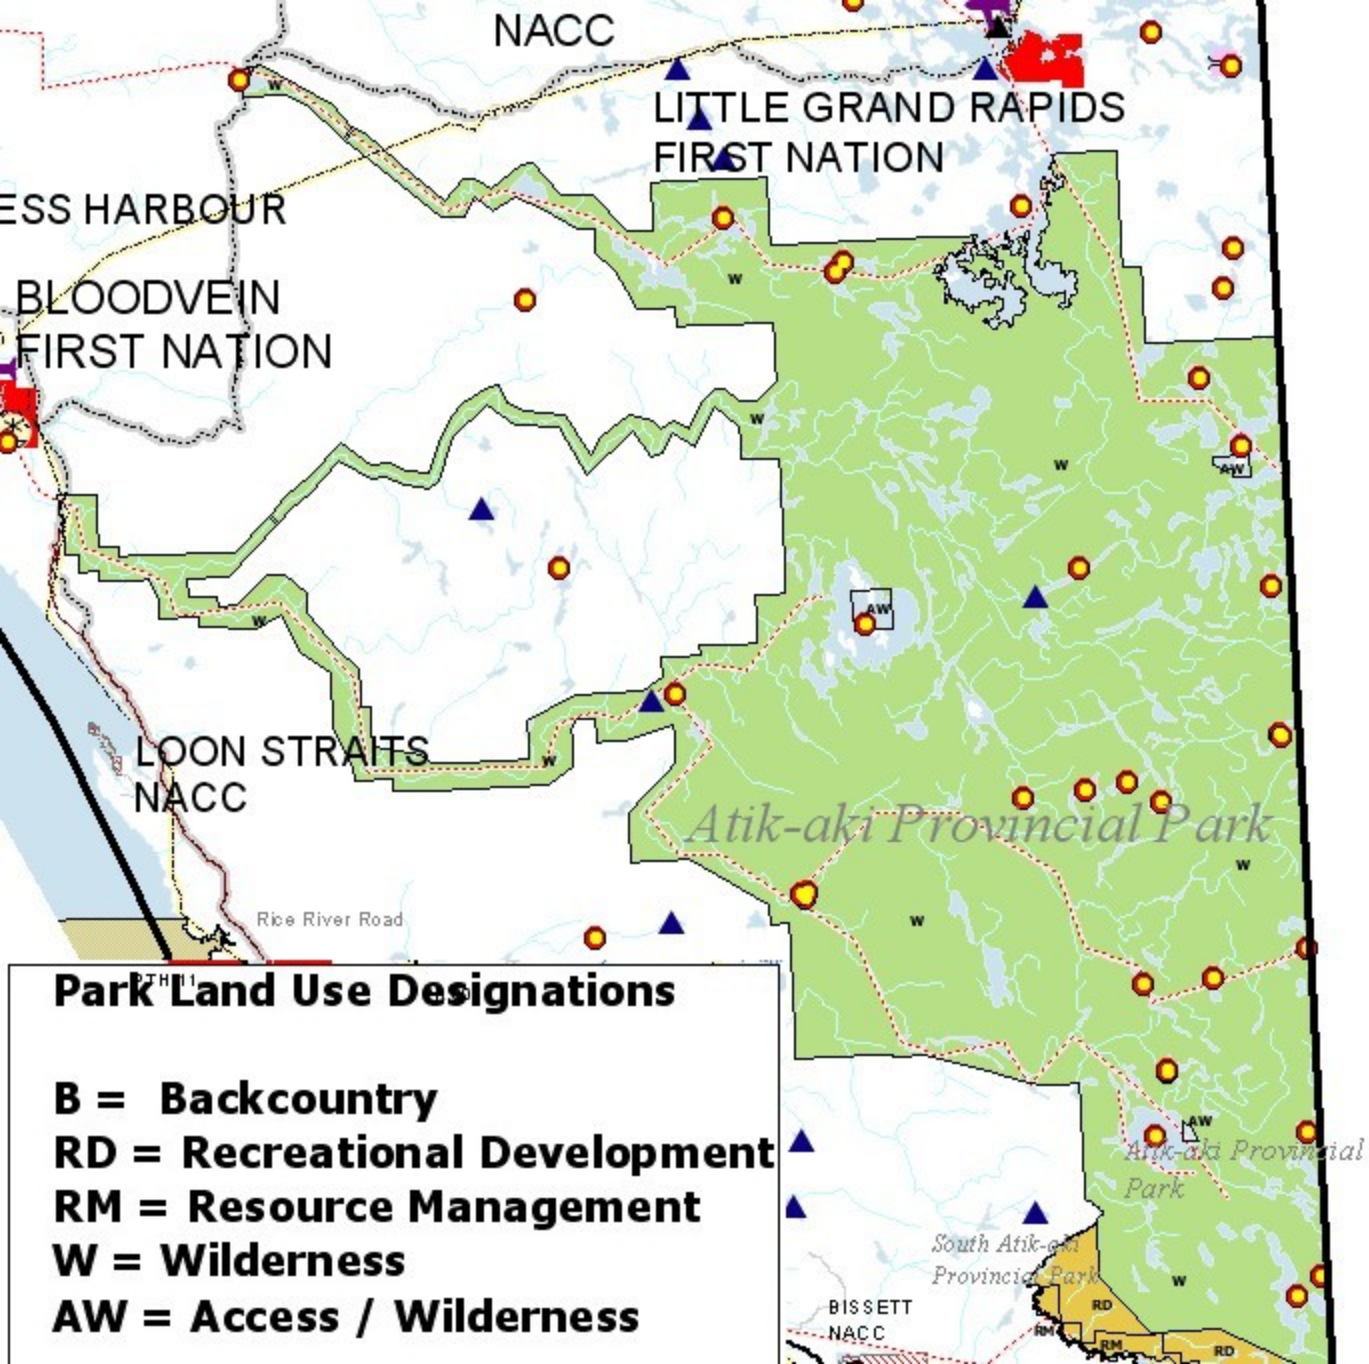 NACC
W
LITTLE GRAND RAPIDS
FIRST NATION
ESS HARBOUR
W
BLOODVEIN
FIRST NATION
W
W
AW
AW
W
LOON STRAITS
NACC
W
Atik-aki Provincial Park
W
W
Rice River Road
PTH 11
Park Land Use Designations
B = Backcountry
RD = Recreational Development
RM = Resource Management
W = Wilderness
AW = Access / Wilderness
AW
Atik-aki Provincial
Park
South Atik-aki
Provincial Park
W
BISSETT
NACC
RD
RM
RM
RD